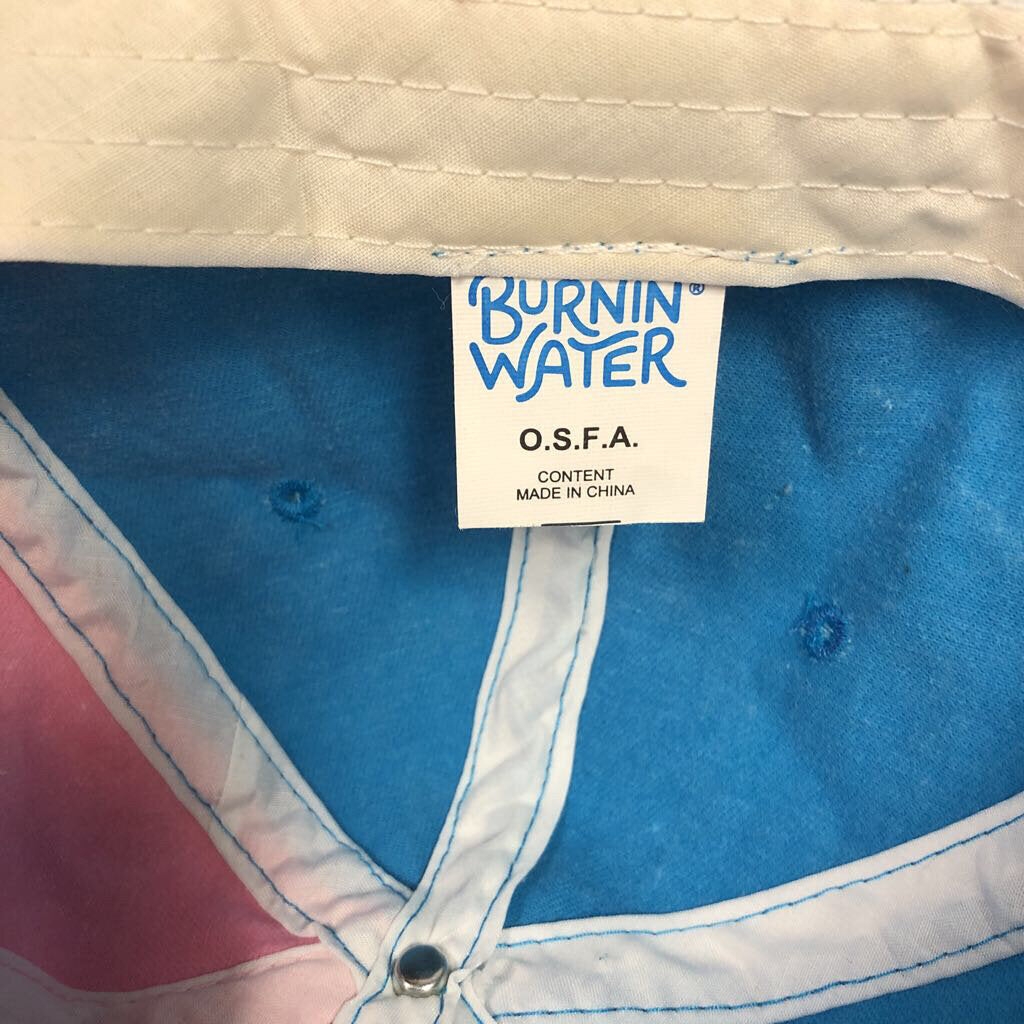 BURNIN®
WATER
O.S.F.A.
CONTENT
MADE IN CHINA